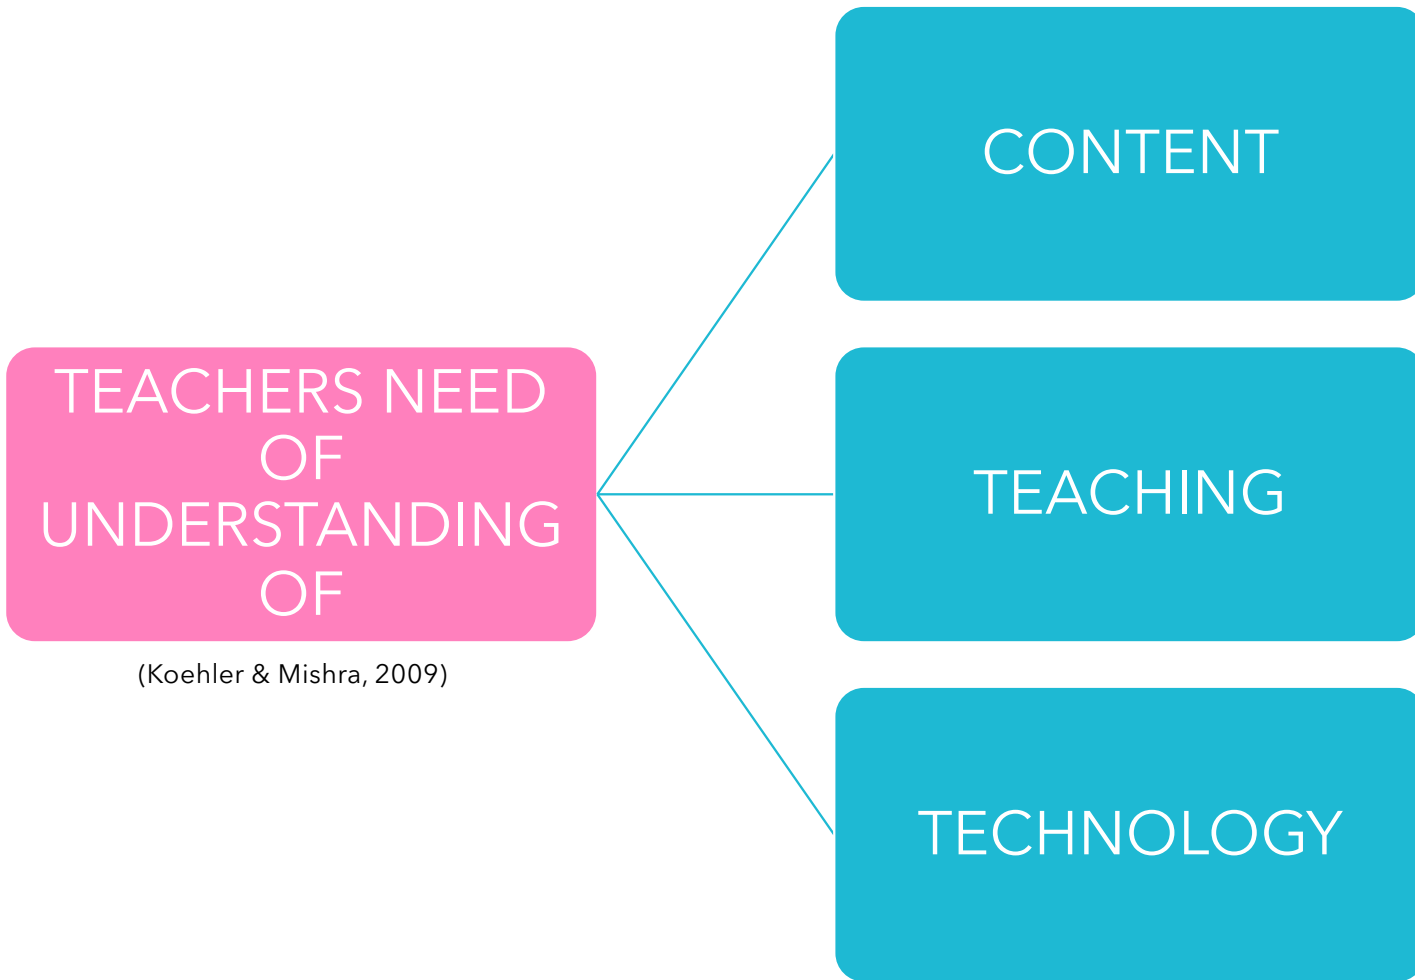 TEACHERS NEED
OF
UNDERSTANDING
OF
(Koehler & Mishra, 2009)
CONTENT
TEACHING
TECHNOLOGY